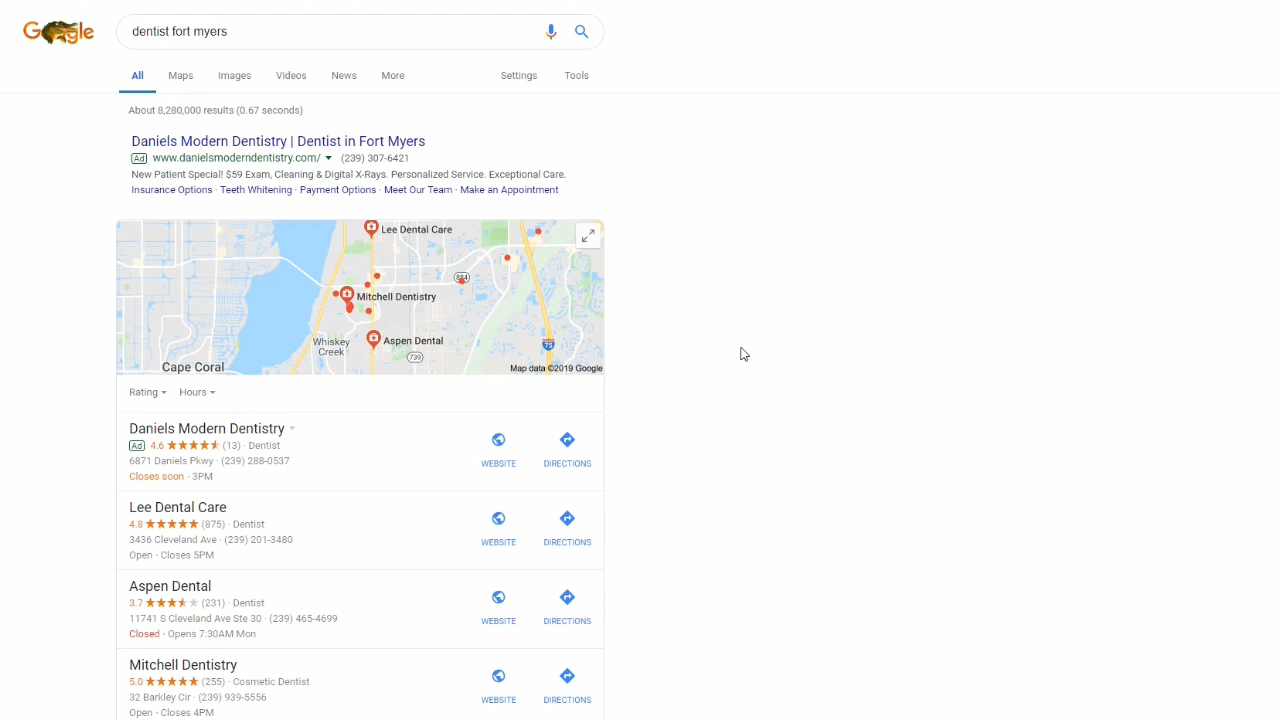 Google
dentist fort myers
All Maps Images Videos News More Settings Tools
About 8,280,000 results (0.67 seconds)
Daniels Modern Dentistry | Dentist in Fort Myers
Ad www.danielsmoderndentistry.com/ (239) 307-6421
New Patient Special! $59 Exam, Cleaning & Digital X-Rays. Personalized Service. Exceptional Care.
Insurance Options · Teeth Whitening · Payment Options · Meet Our Team · Make an Appointment
Lee Dental Care
884
Mitchell Dentistry
Whiskey
Creek
Aspen Dental
75
739
Cape Coral
Map data ©2019 Google
Rating Hours
Daniels Modern Dentistry
Ad 4.6 (13) · Dentist
6871 Daniels Pkwy · (239) 288-0537
Closes soon · 3PM
WEBSITE DIRECTIONS
Lee Dental Care
4.8 (875) · Dentist
3436 Cleveland Ave · (239) 201-3480
Open · Closes 5PM
WEBSITE DIRECTIONS
Aspen Dental
3.7 (231) · Dentist
11741 S Cleveland Ave Ste 30 · (239) 465-4699
Closed · Opens 7:30AM Mon
WEBSITE DIRECTIONS
Mitchell Dentistry
5.0 (255) · Cosmetic Dentist
32 Barkley Cir · (239) 939-5556
Open · Closes 4PM
WEBSITE DIRECTIONS